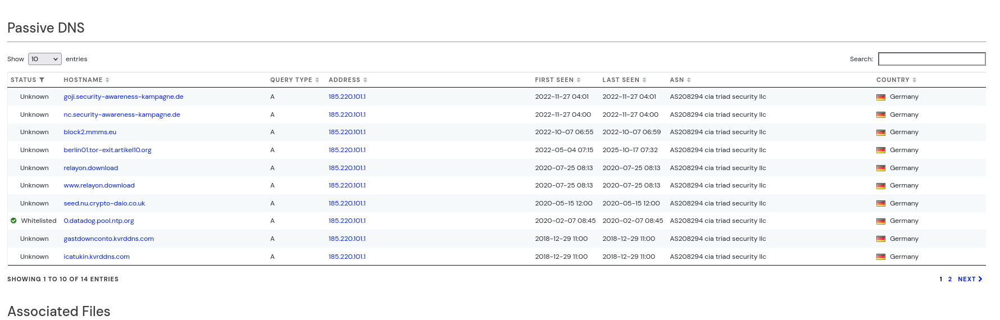 Passive DNS
Show 10 entries Search:
STATUS HOSTNAME QUERY TYPE ADDRESS FIRST SEEN LAST SEEN ASN COUNTRY
Unknown goji.security-awareness-kampagne.de A 185.220.101.1 2022-11-27 04:01 2022-11-27 04:01 AS208294 cia triad security llc Germany
Unknown nc.security-awareness-kampagne.de A 185.220.101.1 2022-11-27 04:00 2022-11-27 04:00 AS208294 cia triad security llc Germany
Unknown block2.mmms.eu A 185.220.101.1 2022-10-07 06:55 2022-10-07 06:59 AS208294 cia triad security llc Germany
Unknown berlin01.tor-exit.artikel10.org A 185.220.101.1 2022-05-04 07:15 2025-10-17 07:32 AS208294 cia triad security llc Germany
Unknown relayon.download A 185.220.101.1 2020-07-25 08:13 2020-07-25 08:13 AS208294 cia triad security llc Germany
Unknown www.relayon.download A 185.220.101.1 2020-07-25 08:13 2020-07-25 08:13 AS208294 cia triad security llc Germany
Unknown seed.nu.crypto-daio.co.uk A 185.220.101.1 2020-05-15 12:00 2020-05-15 12:00 AS208294 cia triad security llc Germany
Whitelisted 0.datadog.pool.ntp.org A 185.220.101.1 2020-02-07 08:45 2020-02-07 08:45 AS208294 cia triad security llc Germany
Unknown gastdownconto.kvrddns.com A 185.220.101.1 2018-12-29 11:00 2018-12-29 11:00 AS208294 cia triad security llc Germany
Unknown icatukin.kvrddns.com A 185.220.101.1 2018-12-29 11:00 2018-12-29 11:00 AS208294 cia triad security llc Germany
SHOWING 1 TO 10 OF 14 ENTRIES 1 2 NEXT
Associated Files